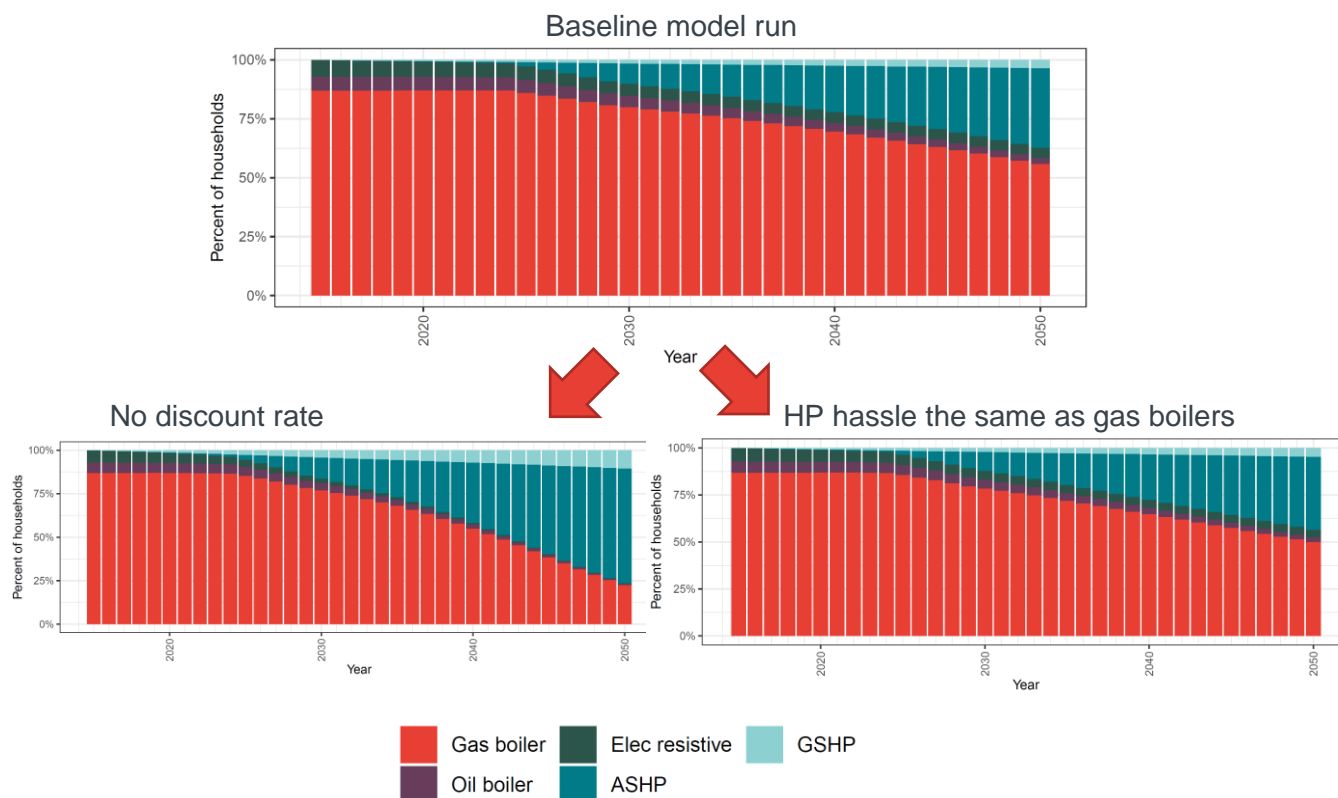 Baseline model run
Percent of households
100%
75%
50%
25%
0%
2020
2030
2040
2050
Year
No discount rate
Percent of households
100%
75%
50%
25%
0%
2020
2030
2040
2050
Year
HP hassle the same as gas boilers
Percent of households
100%
75%
50%
25%
0%
2020
2030
2040
2050
Year
Gas boiler
Elec resistive
GSHP
Oil boiler
ASHP